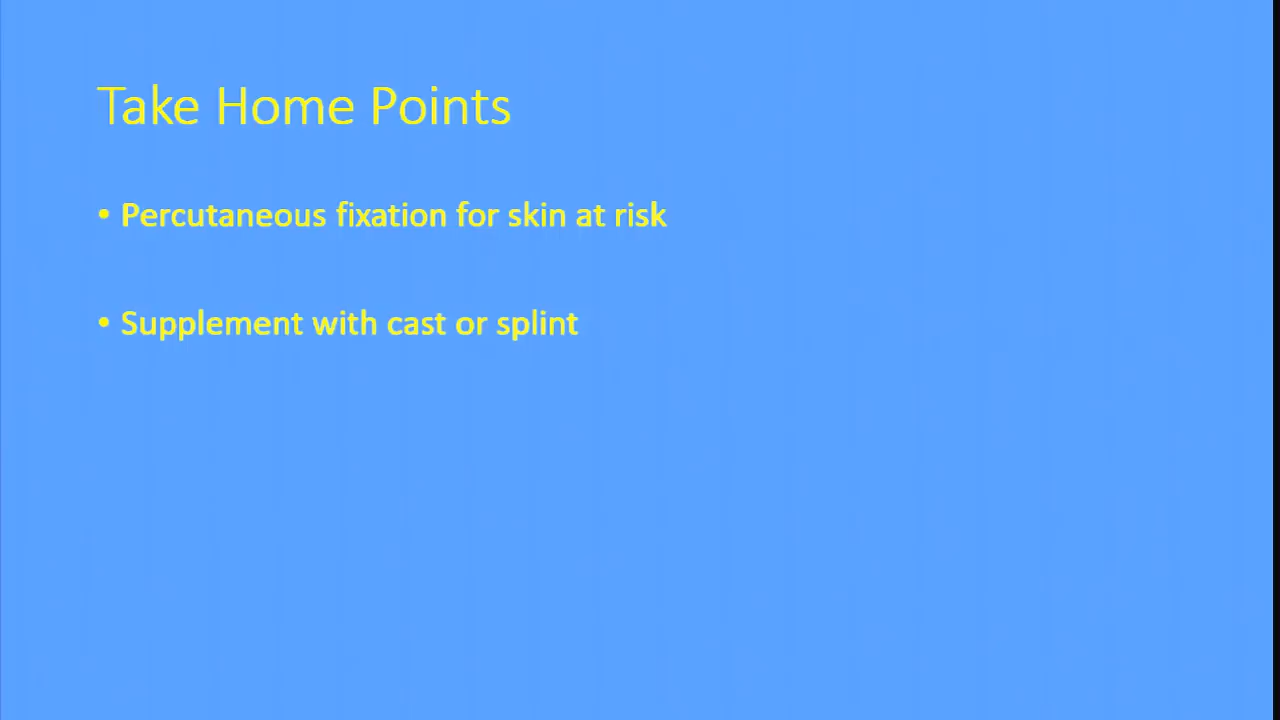 Take Home Points
• Percutaneous fixation for skin at risk
• Supplement with cast or splint